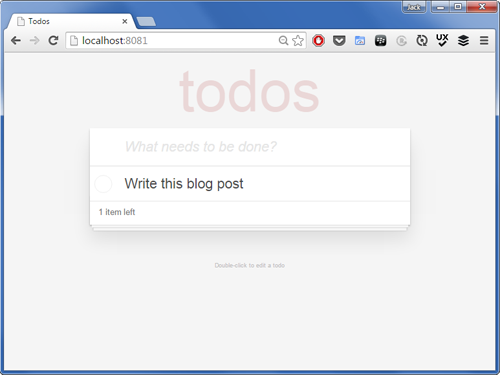 Jack
Todos
localhost:8081
UX
todos
What needs to be done?
Write this blog post
1 item left
Double-click to edit a todo